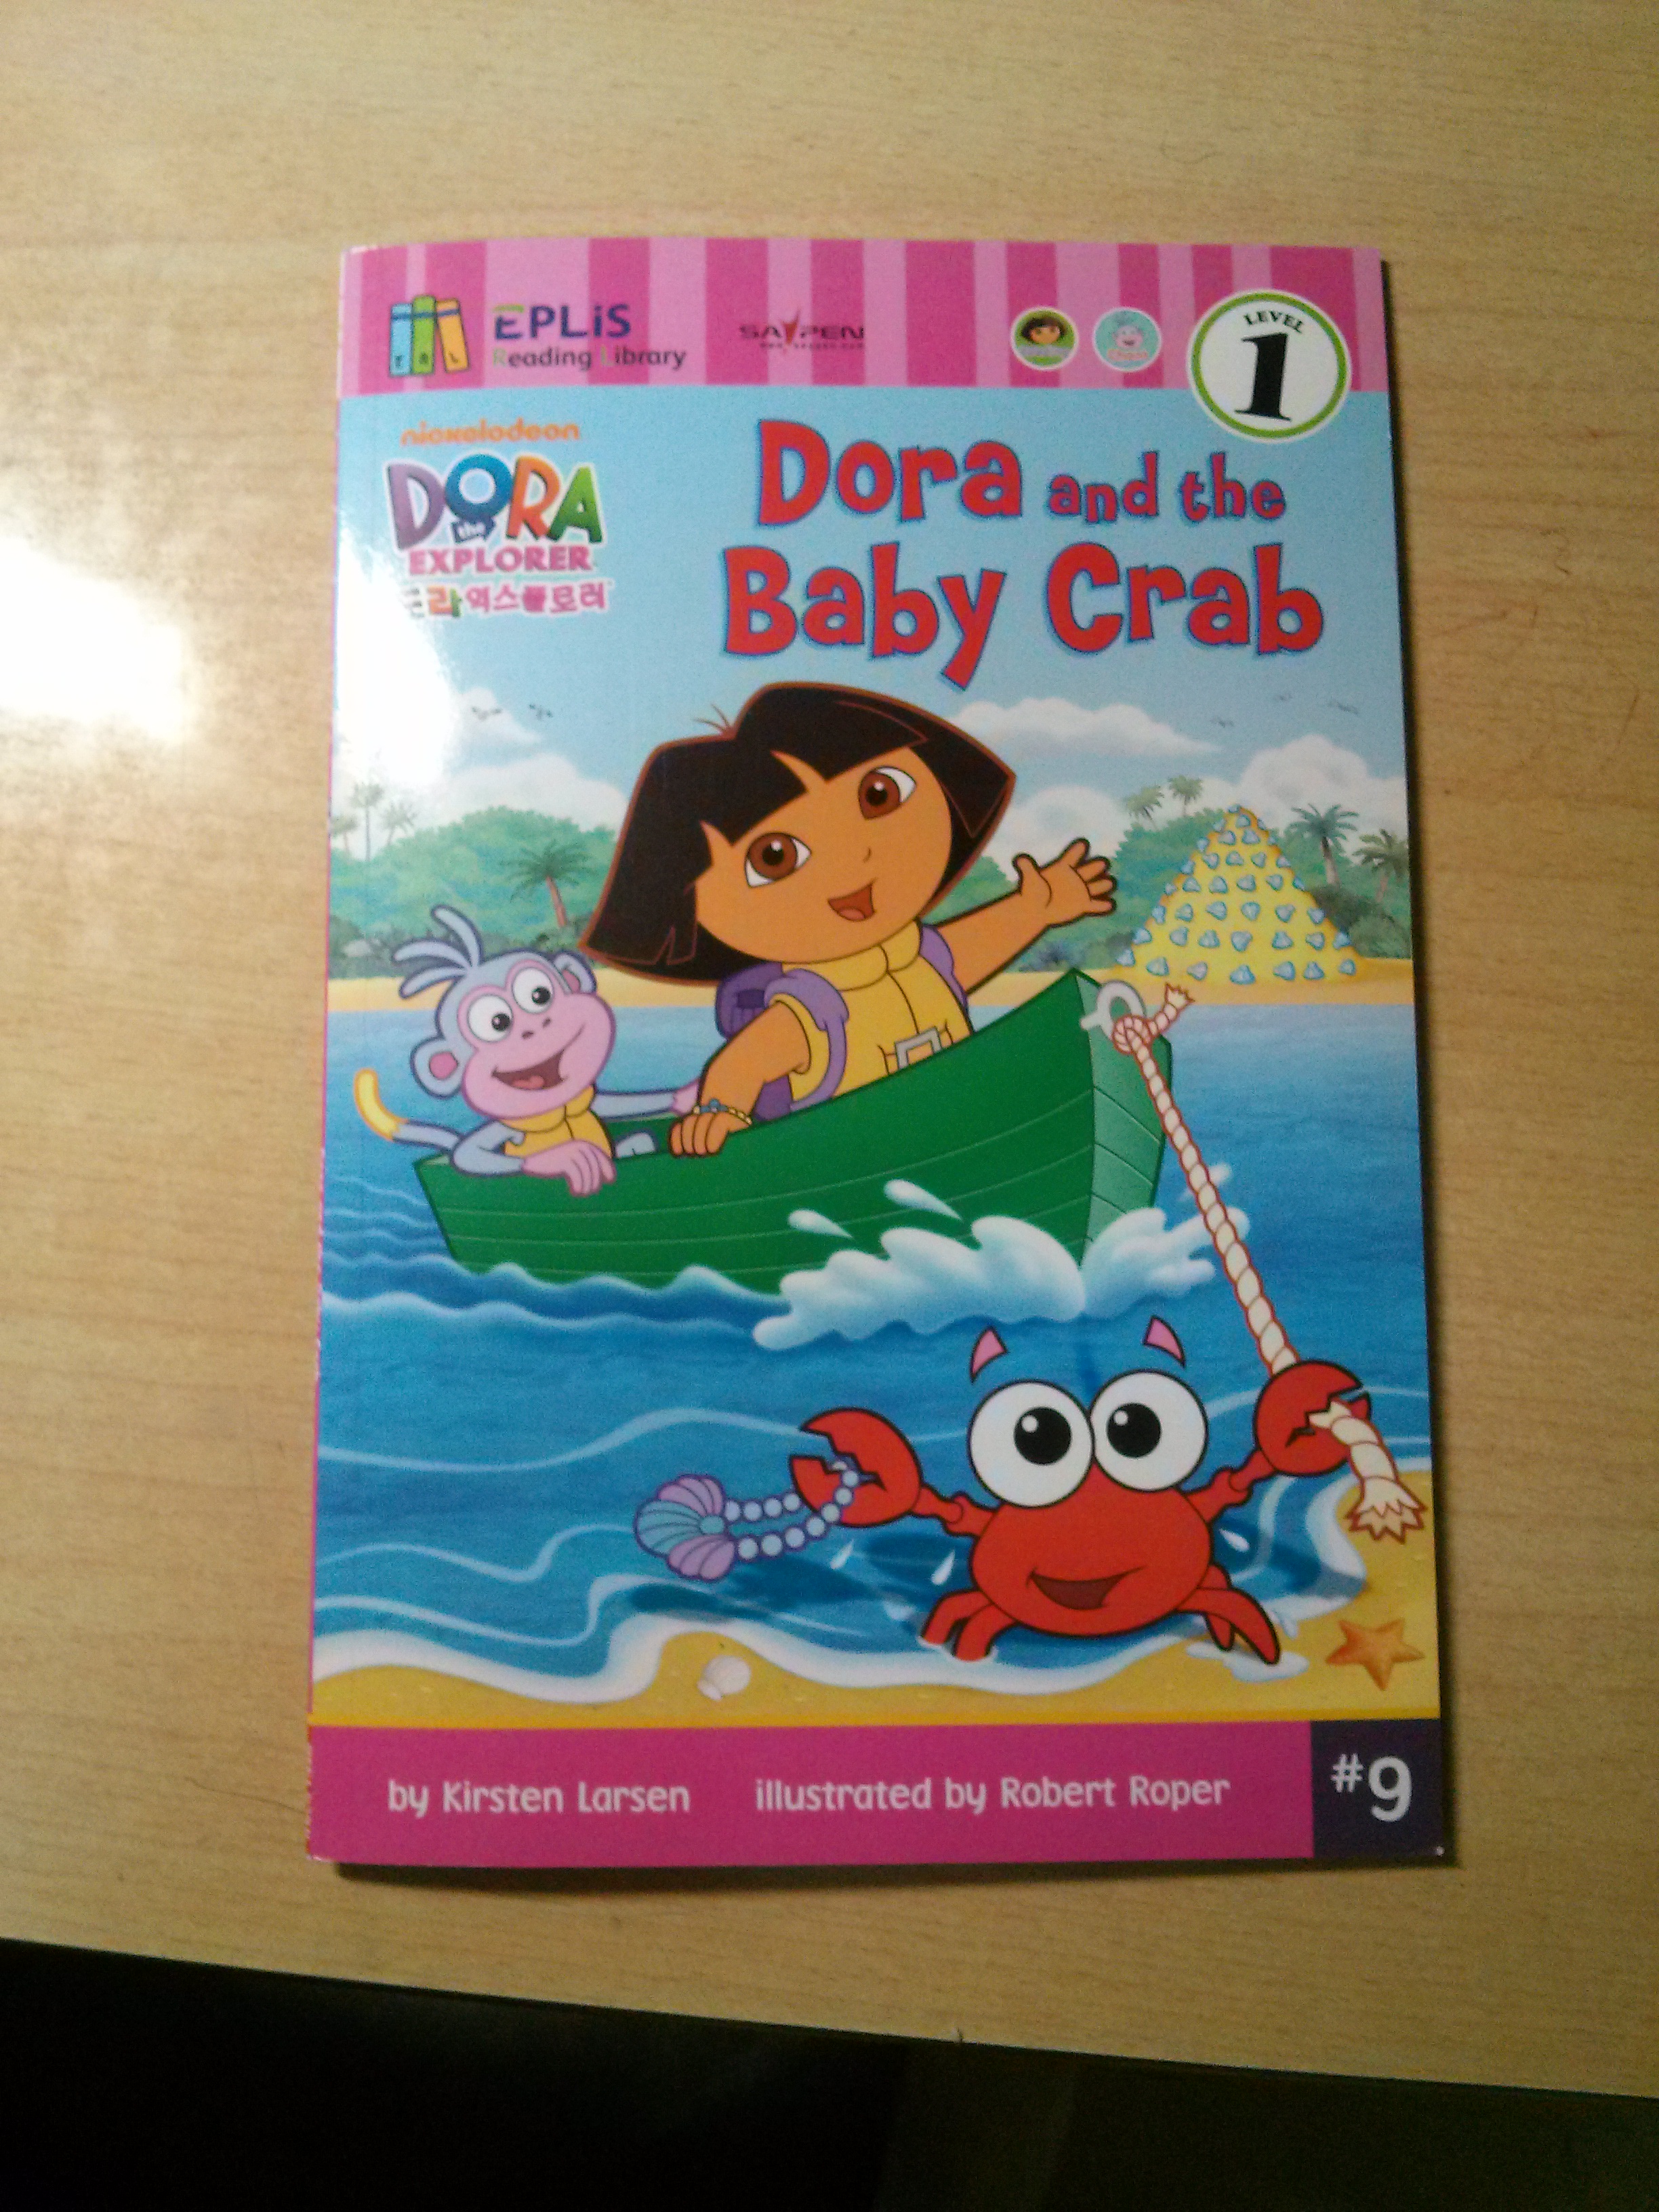 EPLiS
Reading Library
SAYPEN
LEVEL
1
nickelodeon
DORA
the
EXPLORER
도라 익스플로러
Dora and the
Baby Crab
by Kirsten Larsen
illustrated by Robert Roper
#9